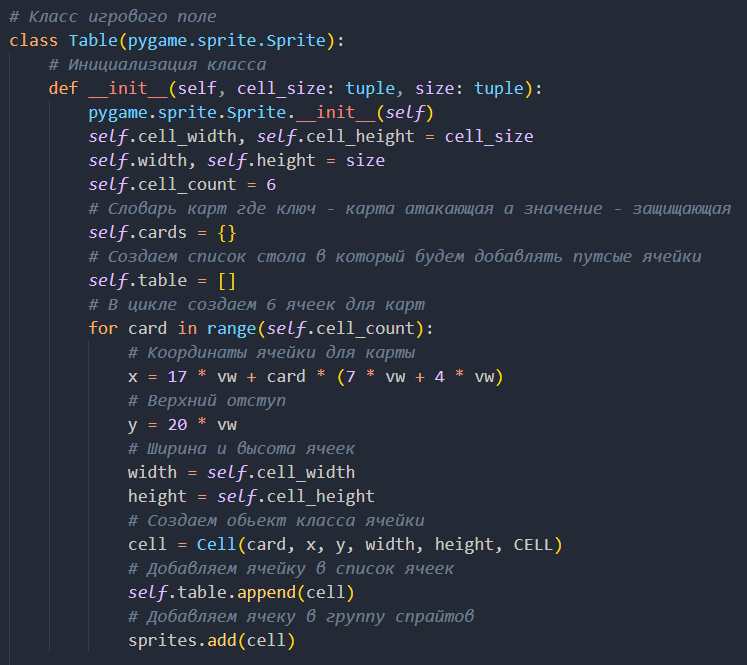 # Класс игрового поле
class Table(pygame.sprite.Sprite):
# Инициализация класса
def __init__(self, cell_size: tuple, size: tuple):
pygame.sprite.Sprite.__init__(self)
self.cell_width, self.cell_height = cell_size
self.width, self.height = size
self.cell_count = 6
# Словарь карт где ключ - карта атакающая а значение - защищающая
self.cards = {}
# Создаем список стола в который будем добавлять путсые ячейки
self.table = []
# В цикле создаем 6 ячеек для карт
for card in range(self.cell_count):
# Координаты ячейки для карты
x = 17 * vw + card * (7 * vw + 4 * vw)
# Верхний отступ
y = 20 * vw
# Ширина и высота ячеек
width = self.cell_width
height = self.cell_height
# Создаем обьект класса ячейки
cell = Cell(card, x, y, width, height, CELL)
# Добавляем ячейку в список ячеек
self.table.append(cell)
# Добавляем ячеку в группу спрайтов
sprites.add(cell)